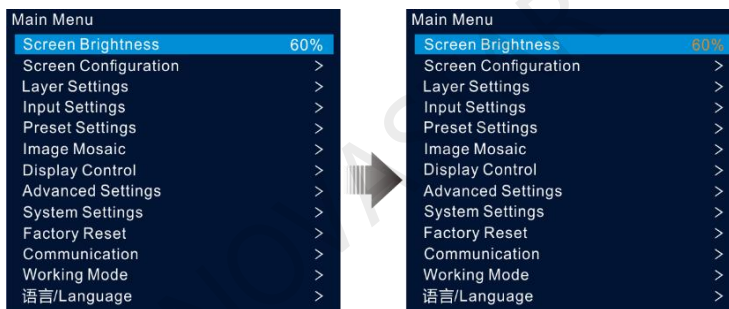 Main Menu
Screen Brightness 60%
Screen Configuration >
Layer Settings >
Input Settings >
Preset Settings >
Image Mosaic >
Display Control >
Advanced Settings >
System Settings >
Factory Reset >
Communication >
Working Mode >
语言/Language >
Main Menu
Screen Brightness 60%
Screen Configuration >
Layer Settings >
Input Settings >
Preset Settings >
Image Mosaic >
Display Control >
Advanced Settings >
System Settings >
Factory Reset >
Communication >
Working Mode >
语言/Language >